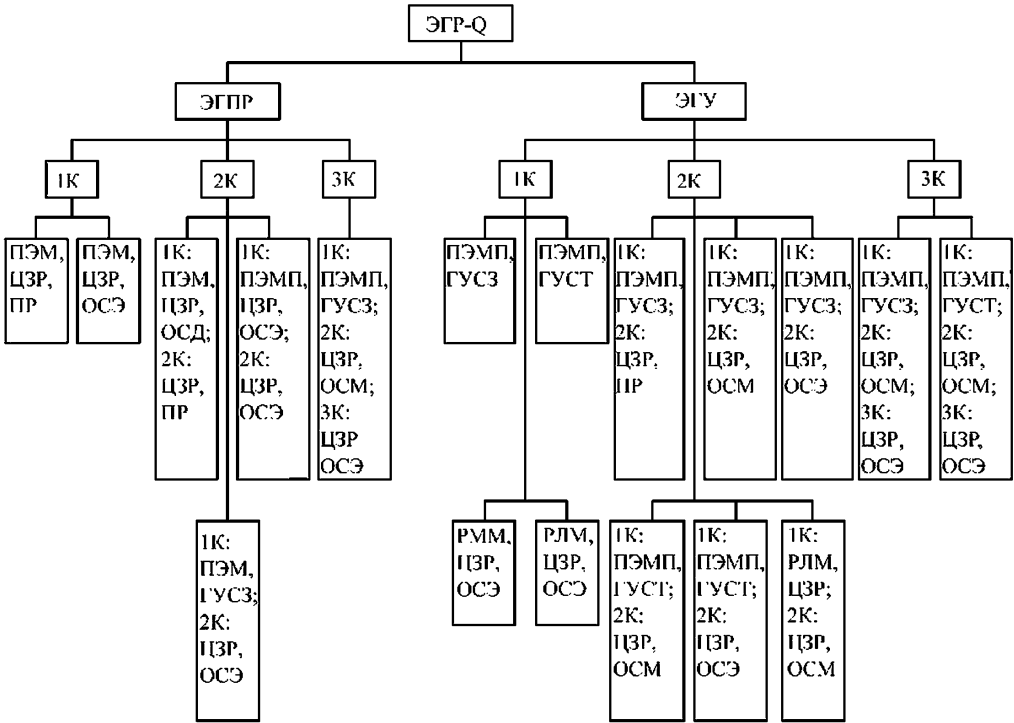 ЭГР-Q
ЭГПР
ЭГУ
1К
2К
3К
1К
2К
3К
ПЭМ,
ЦЗР,
ПР
ПЭМ,
ЦЗР,
ОСЭ
1К:
ПЭМ,
ЦЗР,
ОСД;
2К:
ЦЗР,
ПР
1К:
ПЭМП,
ЦЗР,
ОСЭ;
2К:
ЦЗР,
ОСЭ
1К:
ПЭМП,
ГУСЗ;
2К:
ЦЗР,
ОСМ;
3К:
ЦЗР
ОСЭ
ПЭМП,
ГУСЗ
ПЭМП,
ГУСТ
1К:
ПЭМП,
ГУСЗ;
2К:
ЦЗР,
ПР
1К:
ПЭМП,
ГУСЗ;
2К:
ЦЗР,
ОСМ
1К:
ПЭМП,
ГУСЗ;
2К:
ЦЗР,
ОСЭ
1К:
ПЭМП,
ГУСЗ;
2К:
ЦЗР,
ОСМ;
3К:
ЦЗР,
ОСЭ
1К:
ПЭМП,
ГУСТ;
2К:
ЦЗР,
ОСМ;
3К:
ЦЗР,
ОСЭ
1К:
ПЭМ,
ГУСЗ;
2К:
ЦЗР,
ОСЭ
РММ,
ЦЗР,
ОСЭ
РЛМ,
ЦЗР,
ОСЭ
1К:
ПЭМП,
ГУСТ;
2К:
ЦЗР,
ОСМ
1К:
ПЭМП,
ГУСТ;
2К:
ЦЗР,
ОСЭ
1К:
РЛМ,
ЦЗР;
2К:
ЦЗР,
ОСМ